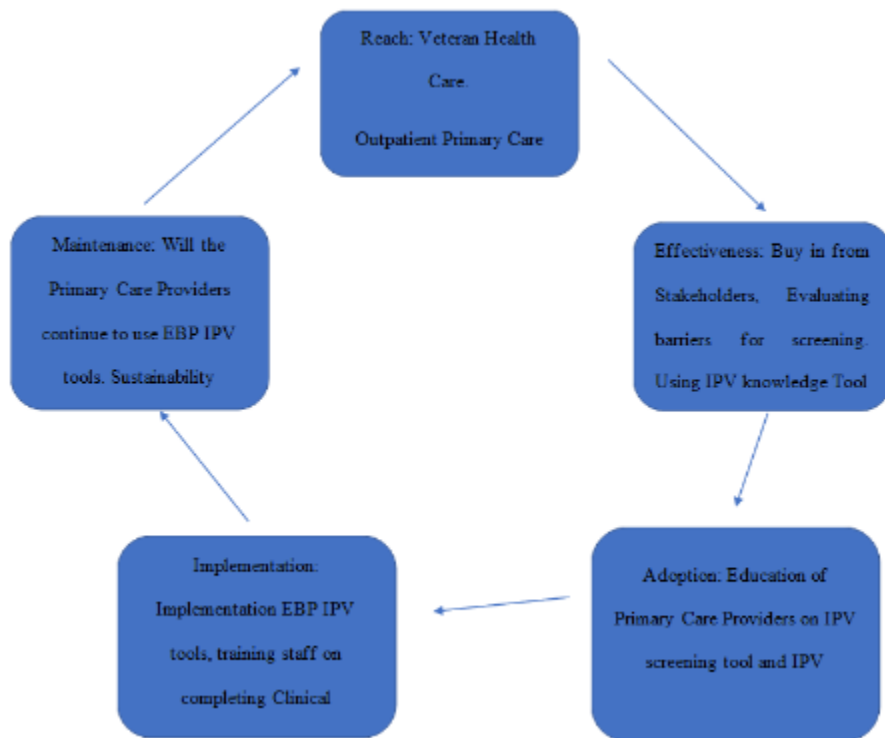 Reach: Veteran Health
Care.
Outpatient Primary Care
Effectiveness: Buy in from
Stakeholders, Evaluating
barriers for screening.
Using IPV knowledge Tool
Adoption: Education of
Primary Care Providers on IPV
screening tool and IPV
Implementation:
Implementation EBP IPV
tools, training staff on
completing Clinical
Maintenance: Will the
Primary Care Providers
continue to use EBP IPV
tools. Sustainability